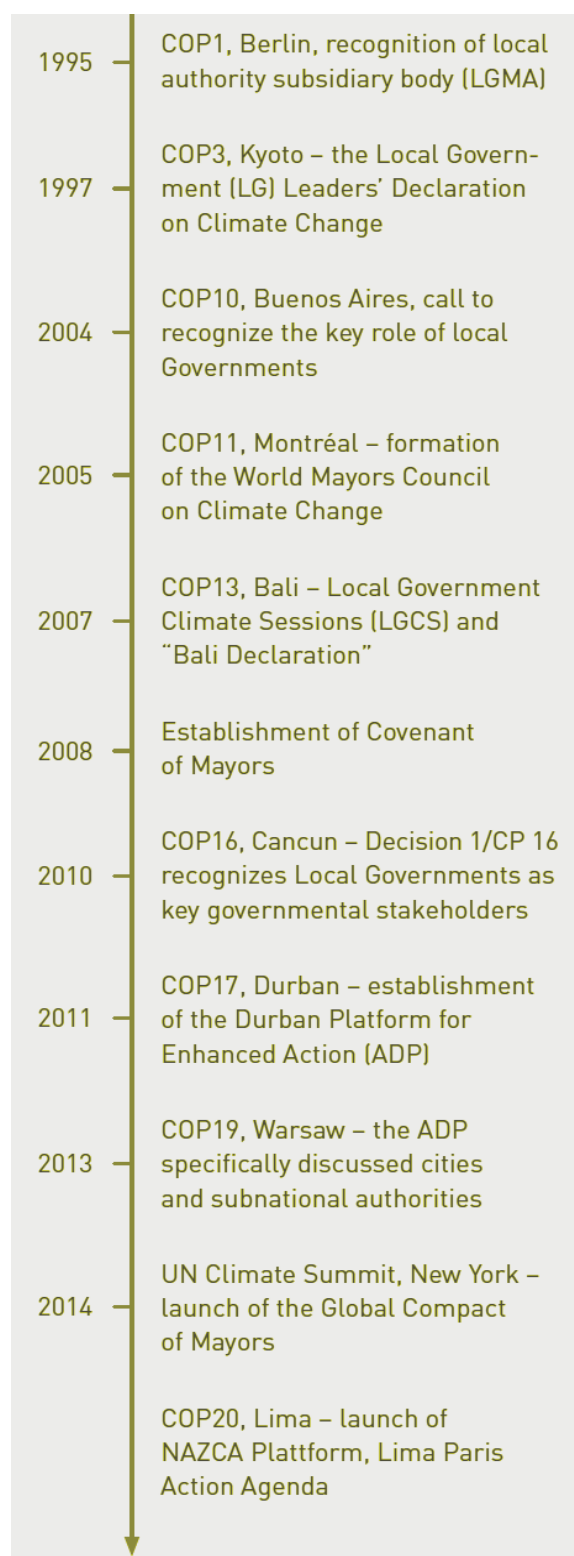 1995
COP1, Berlin, recognition of local
authority subsidiary body (LGMA)
1997
COP3, Kyoto – the Local Govern-
ment (LG) Leaders’ Declaration
on Climate Change
2004
COP10, Buenos Aires, call to
recognize the key role of local
Governments
2005
COP11, Montréal – formation
of the World Mayors Council
on Climate Change
2007
COP13, Bali – Local Government
Climate Sessions (LGCS) and
“Bali Declaration”
2008
Establishment of Covenant
of Mayors
2010
COP16, Cancun – Decision 1/CP 16
recognizes Local Governments as
key governmental stakeholders
2011
COP17, Durban – establishment
of the Durban Platform for
Enhanced Action (ADP)
2013
COP19, Warsaw – the ADP
specifically discussed cities
and subnational authorities
2014
UN Climate Summit, New York –
launch of the Global Compact
of Mayors
COP20, Lima – launch of
NAZCA Plattform, Lima Paris
Action Agenda